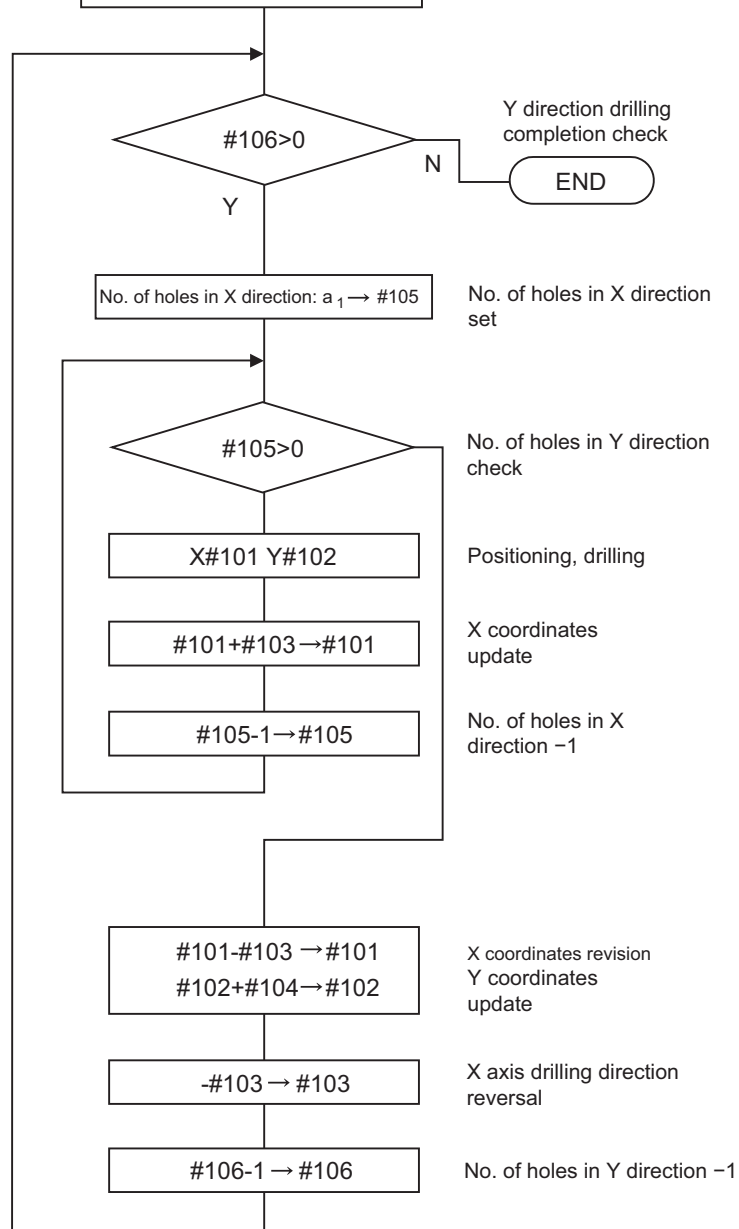 #106>0
Y direction drilling
completion check
N
END
Y
No. of holes in X direction: a 1→ #105
No. of holes in X direction
set
#105>0
No. of holes in Y direction
check
X#101 Y#102
Positioning, drilling
#101+#103→#101
X coordinates
update
#105-1→#105
No. of holes in X
direction −1
#101-#103 →#101
#102+#104→#102
X coordinates revision
Y coordinates
update
-#103→ #103
X axis drilling direction
reversal
#106-1 → #106
No. of holes in Y direction −1